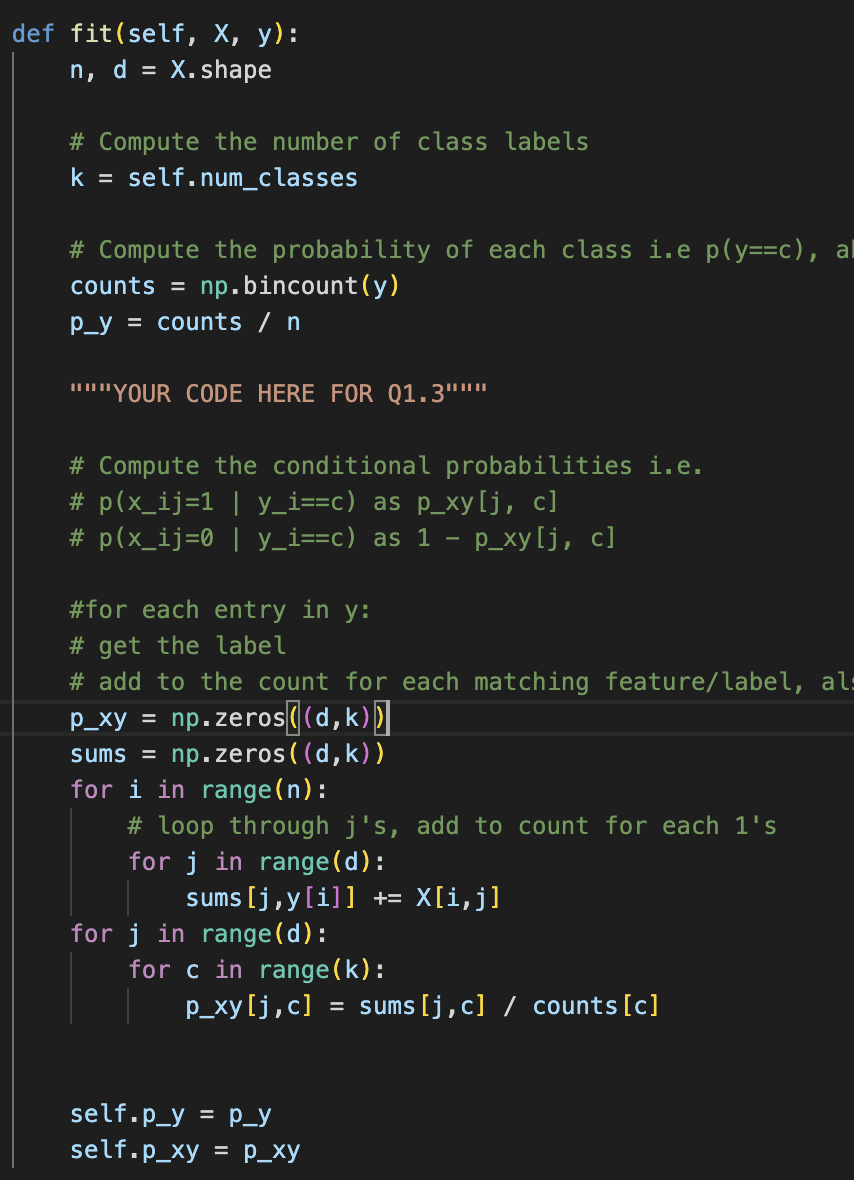 def fit(self, X, y):
    n, d = X.shape

    # Compute the number of class labels
    k = self.num_classes

    # Compute the probability of each class i.e p(y==c),
    counts = np.bincount(y)
    p_y = counts / n

    """YOUR CODE HERE FOR Q1.3"""

    # Compute the conditional probabilities i.e.
    # p(x_ij=1 | y_i==c) as p_xy[j, c]
    # p(x_ij=0 | y_i==c) as 1 - p_xy[j, c]

    #for each entry in y:
    # get the label
    # add to the count for each matching feature/label,
    p_xy = np.zeros((d,k))
    sums = np.zeros((d,k))
    for i in range(n):
        # loop through j's, add to count for each 1's
        for j in range(d):
            sums[j,y[i]] += X[i,j]
    for j in range(d):
        for c in range(k):
            p_xy[j,c] = sums[j,c] / counts[c]


    self.p_y = p_y
    self.p_xy = p_xy